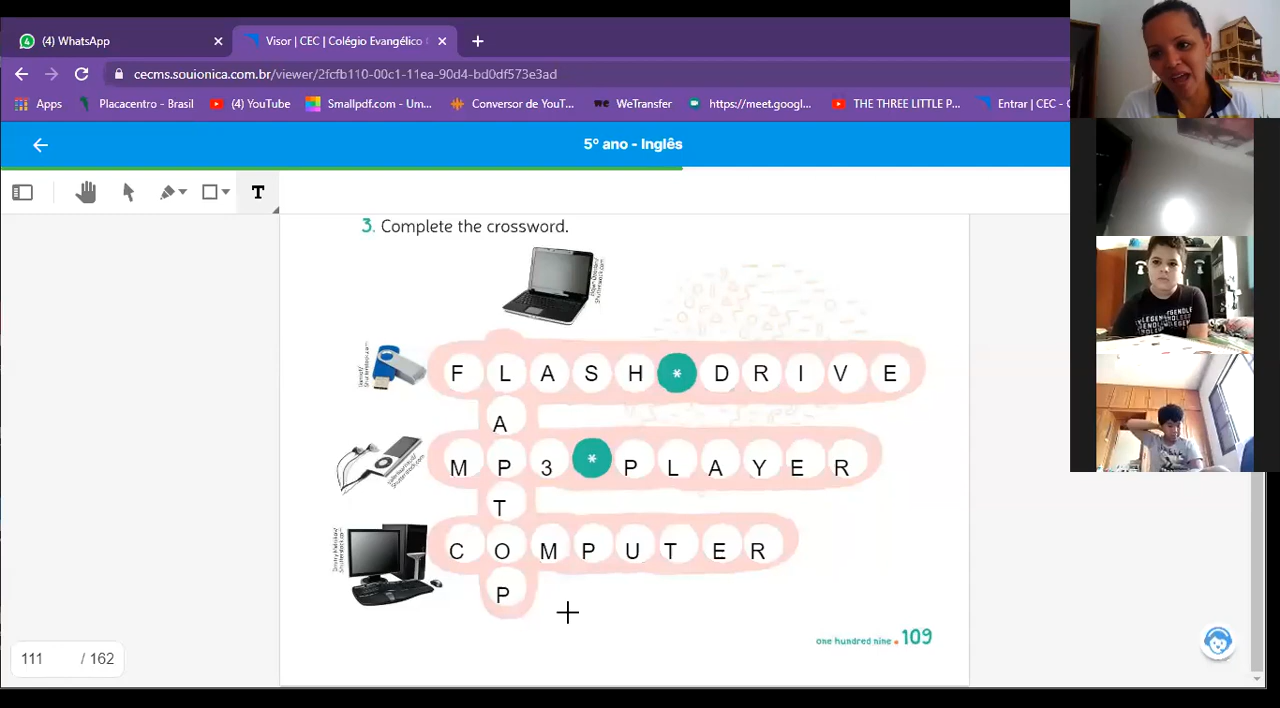 (4) WhatsApp
Visor | CEC | Colégio Evangélico
cecms.souionica.com.br/viewer/2fcfb110-00c1-11ea-90d4-bd0df573e3ad
Apps Placacentro - Brasil (4) YouTube Smallpdf.com - Um... Conversor de YouT... WeTransfer https://meet.googl... THE THREE LITTLE P... Entrar | CEC -
5º ano - Inglês
T
3. Complete the crossword.
F L A S H * D R I V E
A
M P 3 * P L A Y E R
T
C O M P U T E R
P
one hundred nine 109
111 / 162